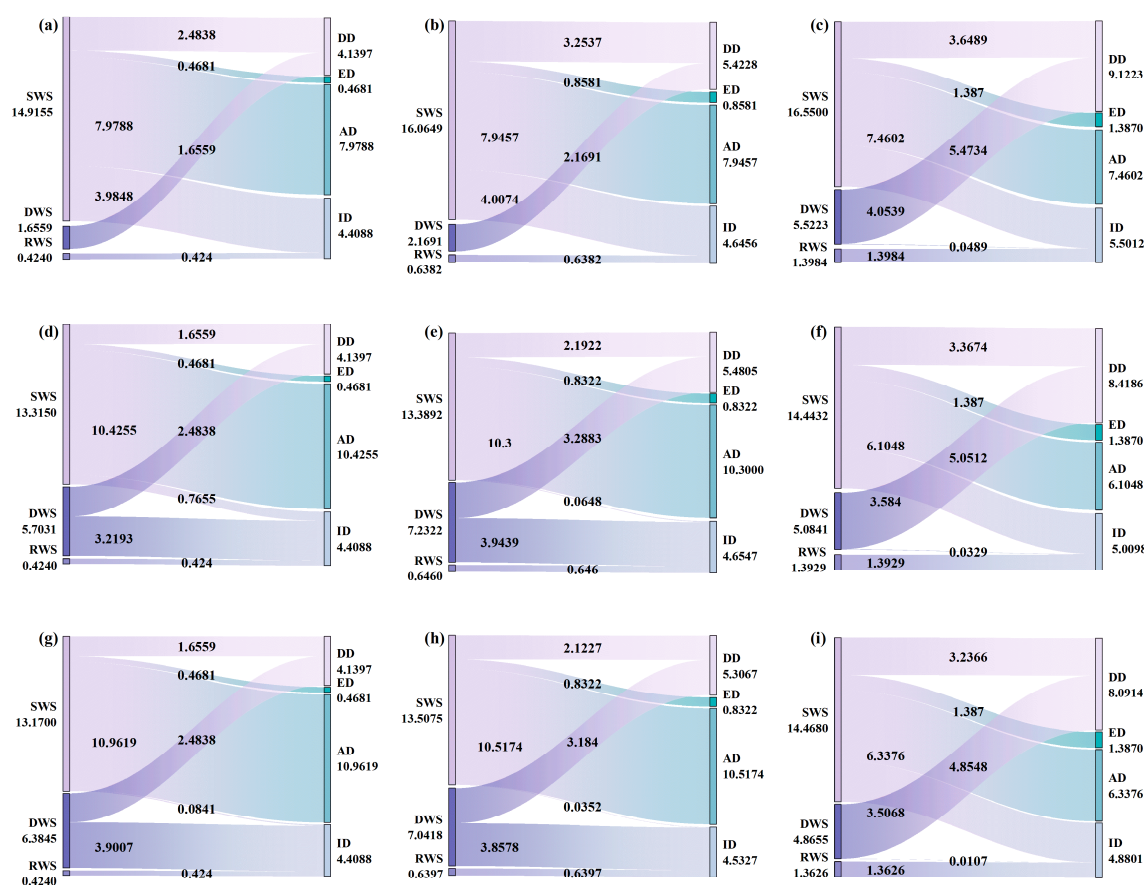 (a)
2.4838
DD
4.1397
0.4681
ED
0.4681
SWS
14.9155
7.9788
1.6559
AD
7.9788
3.9848
DWS
1.6559
ID
4.4088
RWS
0.4240
0.424
(b)
3.2537
DD
5.4228
0.8581
ED
0.8581
SWS
16.0649
7.9457
2.1691
AD
7.9457
4.0074
DWS
2.1691
ID
4.6456
RWS
0.6382
0.6382
(c)
3.6489
DD
9.1223
1.387
ED
1.3870
SWS
16.5500
7.4602
5.4734
AD
7.4602
DWS
5.5223
4.0539
ID
5.5012
RWS
1.3984
0.0489
1.3984
(d)
1.6559
DD
4.1397
0.4681
ED
0.4681
SWS
13.3150
10.4255
2.4838
AD
10.4255
0.7655
DWS
5.7031
3.2193
ID
4.4088
RWS
0.4240
0.424
(e)
2.1922
DD
5.4805
0.8322
ED
0.8322
SWS
13.3892
10.3
3.2883
AD
10.3000
0.0648
DWS
7.2322
3.9439
ID
4.6547
RWS
0.6460
0.646
(f)
3.3674
DD
8.4186
1.387
ED
1.3870
SWS
14.4432
6.1048
5.0512
AD
6.1048
DWS
5.0841
3.584
ID
5.0098
RWS
1.3929
0.0329
1.3929
(g)
1.6559
DD
4.1397
0.4681
ED
0.4681
SWS
13.1700
10.9619
2.4838
AD
10.9619
0.0841
DWS
6.3845
3.9007
ID
4.4088
RWS
0.4240
0.424
(h)
2.1227
DD
5.3067
0.8322
ED
0.8322
SWS
13.5075
10.5174
3.184
AD
10.5174
0.0352
DWS
7.0418
3.8578
ID
4.5327
RWS
0.6397
0.6397
(i)
3.2366
DD
8.0914
1.387
ED
1.3870
SWS
14.4680
6.3376
4.8548
AD
6.3376
DWS
4.8655
3.5068
ID
4.8801
RWS
1.3626
0.0107
1.3626